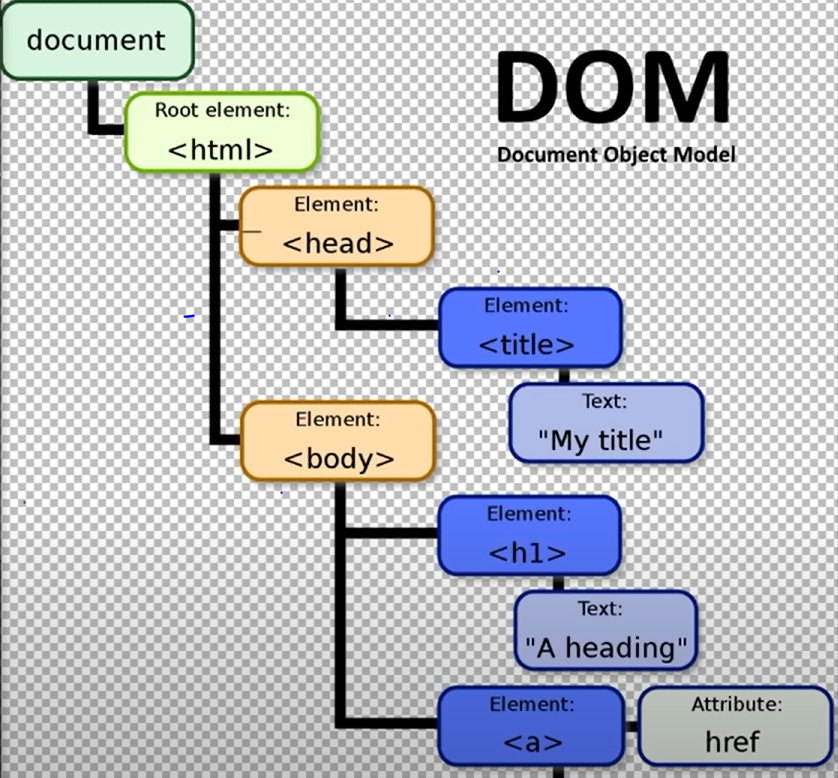 document
DOM
Document Object Model
Root element:
<html>
Element:
<head>
Element:
<title>
Text:
"My title"
Element:
<body>
Element:
<h1>
Text:
"A heading"
Element:
<a>
Attribute:
href